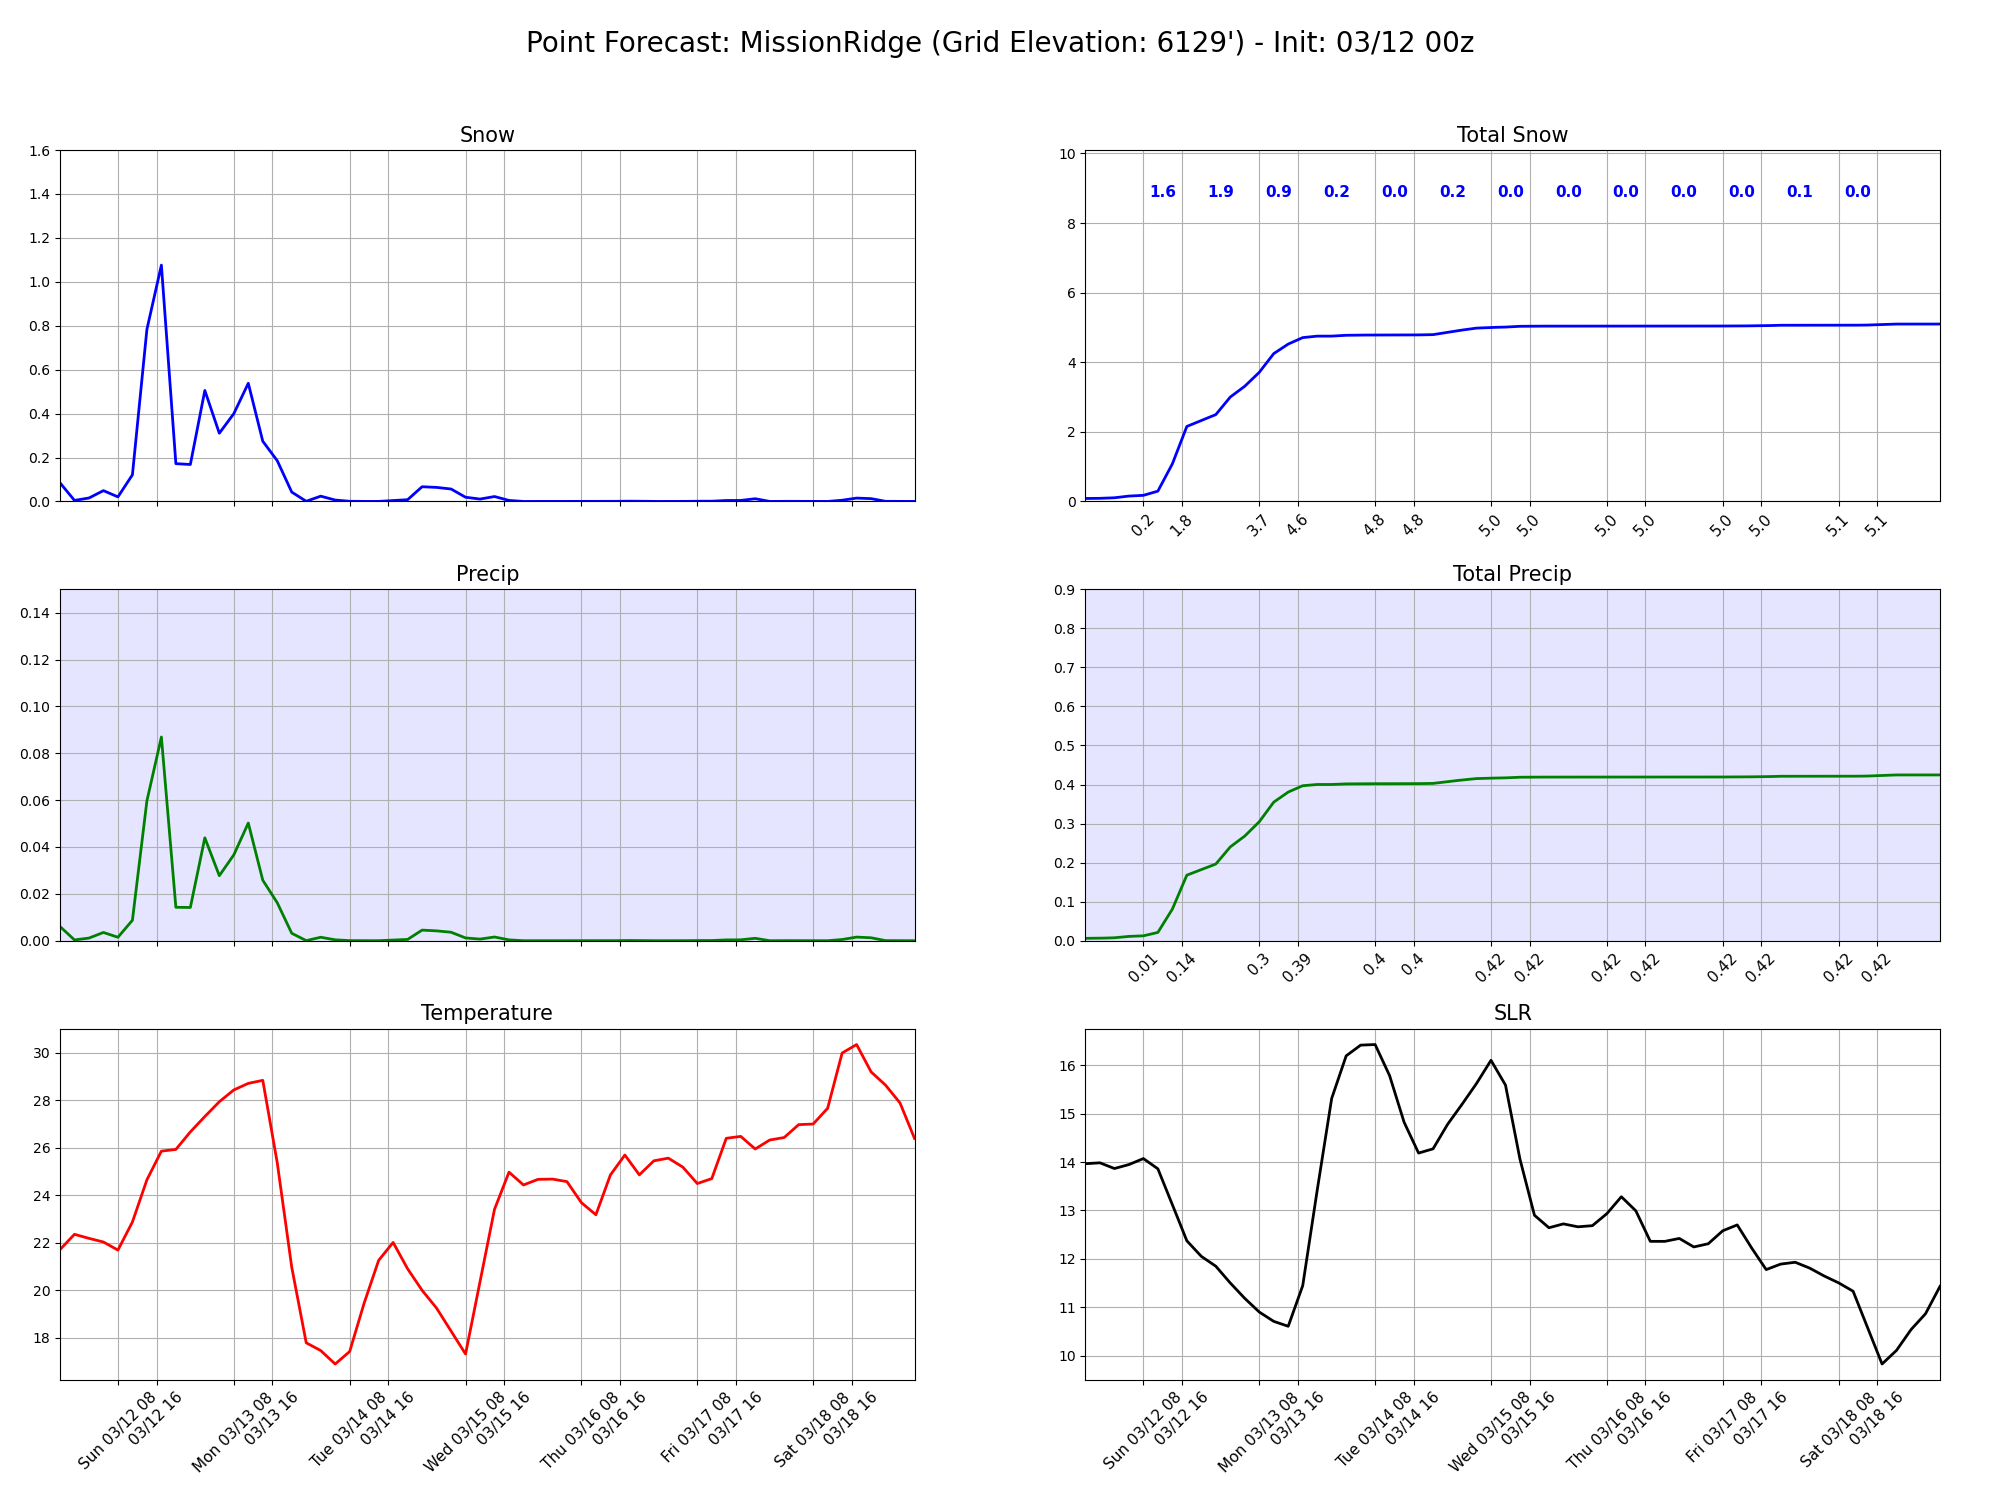 Point Forecast: MissionRidge (Grid Elevation: 6129') - Init: 03/12 00z
Snow
1.6
1.4
1.2
1.0
0.8
0.6
0.4
0.2
0.0
Total Snow
10
8
6
4
2
0
1.6 1.9 0.9 0.2 0.0 0.2 0.0 0.0 0.0 0.0 0.0 0.1 0.0
0.2 1.8 3.7 4.6 4.8 4.8 5.0 5.0 5.0 5.0 5.0 5.0 5.1 5.1
Precip
0.14
0.12
0.10
0.08
0.06
0.04
0.02
0.00
Total Precip
0.9
0.8
0.7
0.6
0.5
0.4
0.3
0.2
0.1
0.0
0.01 0.14 0.3 0.39 0.4 0.4 0.42 0.42 0.42 0.42 0.42 0.42 0.42 0.42
Temperature
30
28
26
24
22
20
18
Sun 03/12 08
03/12 16
Mon 03/13 08
03/13 16
Tue 03/14 08
03/14 16
Wed 03/15 08
03/15 16
Thu 03/16 08
03/16 16
Fri 03/17 08
03/17 16
Sat 03/18 08
03/18 16
SLR
16
15
14
13
12
11
10
Sun 03/12 08
03/12 16
Mon 03/13 08
03/13 16
Tue 03/14 08
03/14 16
Wed 03/15 08
03/15 16
Thu 03/16 08
03/16 16
Fri 03/17 08
03/17 16
Sat 03/18 08
03/18 16